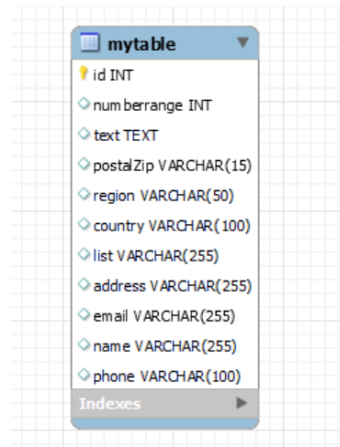 mytable
id INT
numberrange INT
text TEXT
postalZip VARCHAR(15)
region VARCHAR(50)
country VARCHAR(100)
list VARCHAR(255)
address VARCHAR(255)
email VARCHAR(255)
name VARCHAR(255)
phone VARCHAR(100)
Indexes